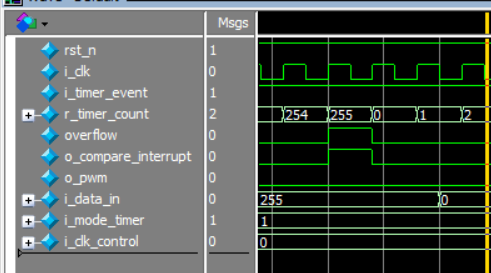 Msgs
rst_n 1
i_clk 0
i_timer_event 1
r_timer_count 2 254 255 0 1 2
overflow 0
o_compare_interrupt 0
o_pwm 0
i_data_in 0 255 0
i_mode_timer 1 1
i_clk_control 0 0